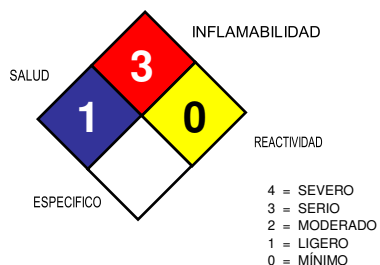 INFLAMABILIDAD
SALUD
3
1
0
REACTIVIDAD
ESPECIFICO
4 = SEVERO
3 = SERIO
2 = MODERADO
1 = LIGERO
0 = MÍNIMO